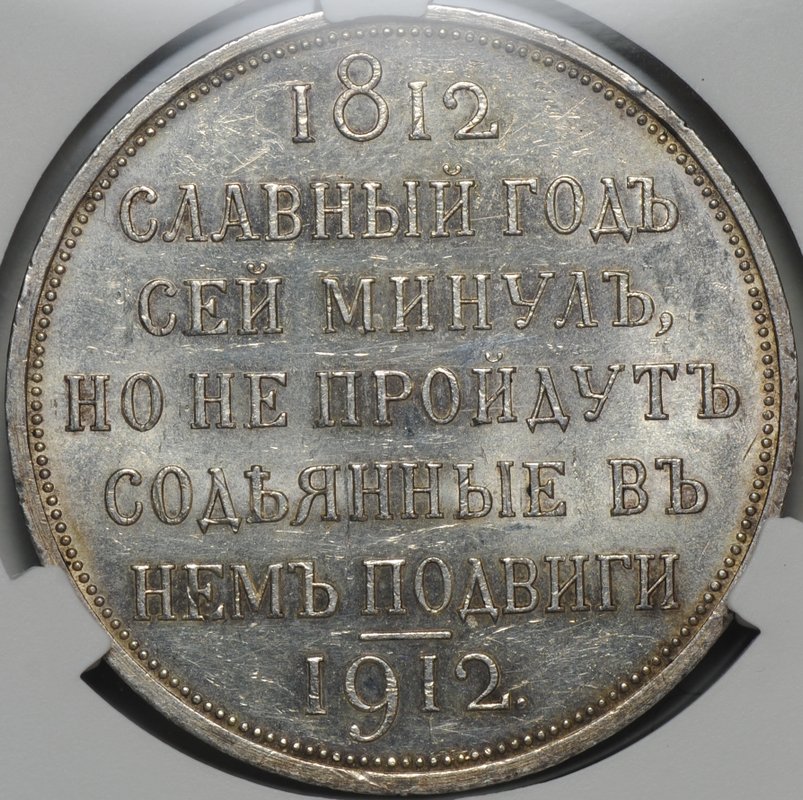 1812
СЛАВНЫЙ ГОДЪ
СЕЙ МИНУЛЪ,
НО НЕ ПРОЙДУТЪ
СОДѢЯННЫЕ ВЪ
НЕМЪ ПОДВИГИ
1912.